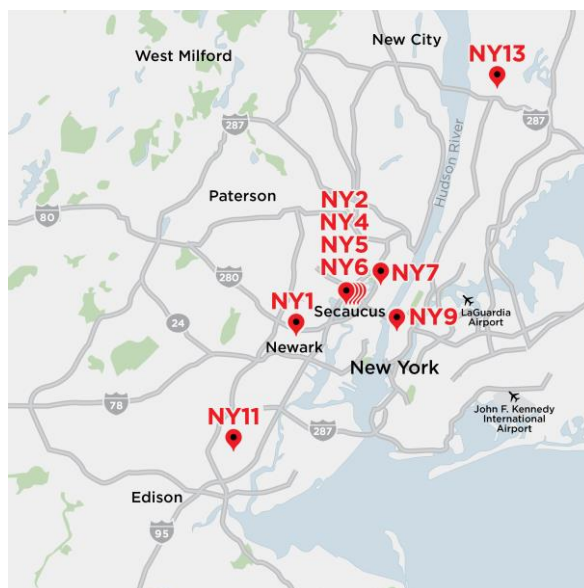 New City
West Milford
NY13
287
287
Hudson River
Paterson
NY2
NY4
NY5
NY6
80
280
NY7
NY1
Secaucus
NY9
LaGuardia
Airport
24
Newark
New York
78
NY11
John F. Kennedy
International
Airport
287
Edison
95